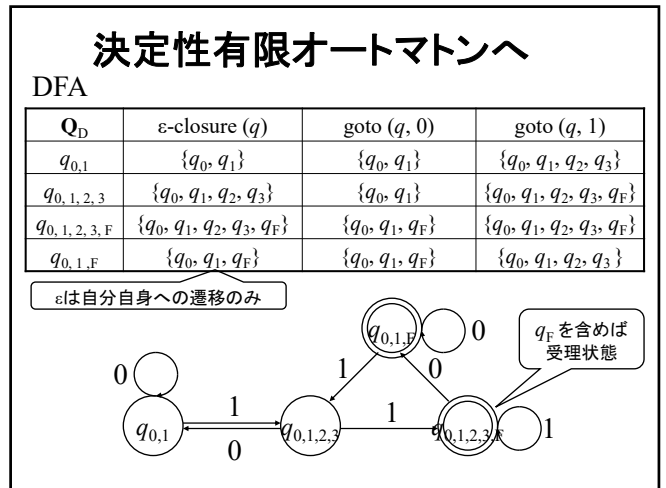 決定性有限オートマトンへ
DFA
Q_D ε-closure (q) goto (q, 0) goto (q, 1)
q_{0,1} {q_0, q_1} {q_0, q_1} {q_0, q_1, q_2, q_3}
q_{0, 1, 2, 3} {q_0, q_1, q_2, q_3} {q_0, q_1} {q_0, q_1, q_2, q_3, q_F}
q_{0, 1, 2, 3, F} {q_0, q_1, q_2, q_3, q_F} {q_0, q_1, q_F} {q_0, q_1, q_2, q_3, q_F}
q_{0, 1 ,F} {q_0, q_1, q_F} {q_0, q_1, q_F} {q_0, q_1, q_2, q_3 }
εは自分自身への遷移のみ
q_F を含めば
受理状態
q_{0,1,F} 0
1 0
0
1 1
q_{0,1} q_{0,1,2,3} q_{0,1,2,3,F} 1
0